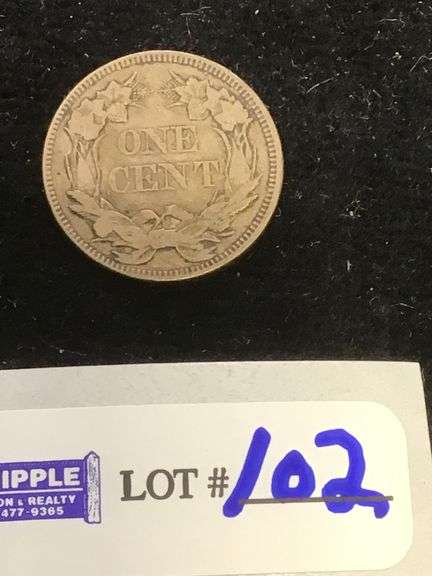 ONE
CENT
IPPLE
ON & REALTY
477-9365
LOT # 102